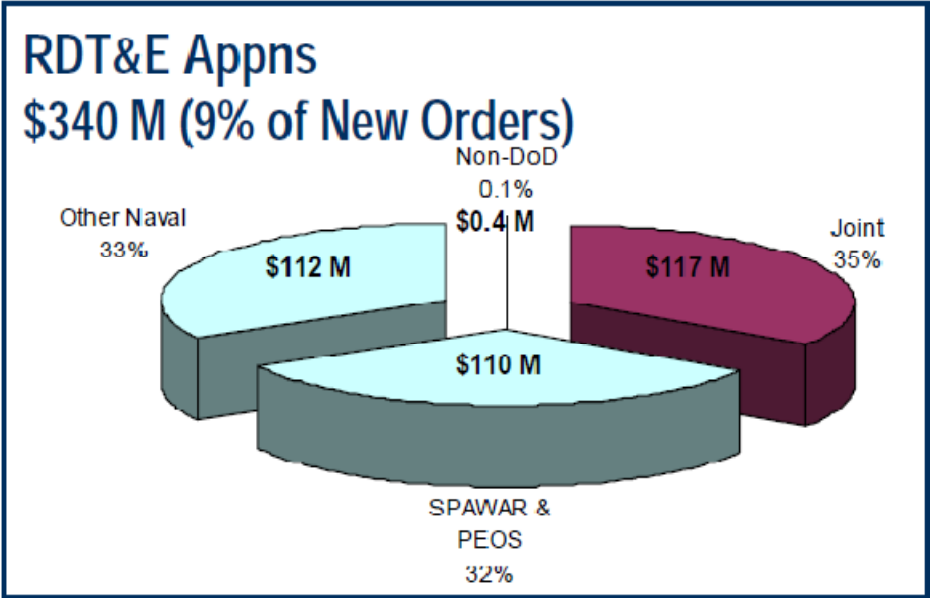 RDT&E Appns
$340 M (9% of New Orders)
Non-DoD
0.1%
$0.4 M
Other Naval
33%
$112 M
Joint
35%
$117 M
$110 M
SPAWAR &
PEOS
32%